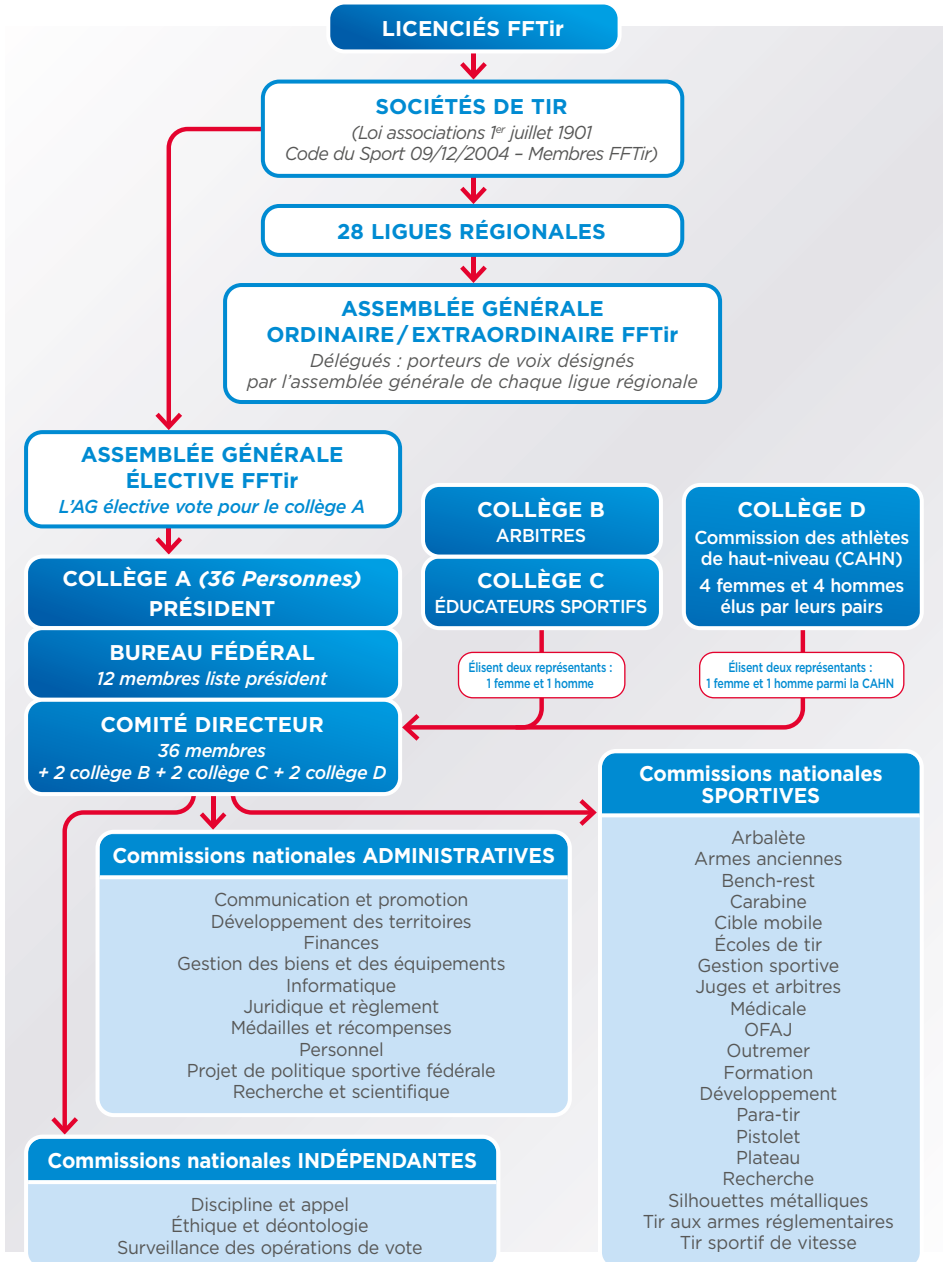 LICENCIÉS FFTir
SOCIÉTÉS DE TIR
(Loi associations 1er juillet 1901
Code du Sport 09/12/2004 – Membres FFTir)
28 LIGUES RÉGIONALES
ASSEMBLÉE GÉNÉRALE
ORDINAIRE / EXTRAORDINAIRE FFTir
Délégués : porteurs de voix désignés
par l’assemblée générale de chaque ligue régionale
ASSEMBLÉE GÉNÉRALE
ÉLECTIVE FFTir
L’AG élective vote pour le collège A
COLLÈGE A (36 Personnes)
PRÉSIDENT
BUREAU FÉDÉRAL
12 membres liste président
COMITÉ DIRECTEUR
36 membres
+ 2 collège B + 2 collège C + 2 collège D
COLLÈGE B
ARBITRES
COLLÈGE C
ÉDUCATEURS SPORTIFS
Élisent deux représentants :
1 femme et 1 homme
COLLÈGE D
Commission des athlètes
de haut-niveau (CAHN)
4 femmes et 4 hommes
élus par leurs pairs
Élisent deux représentants :
1 femme et 1 homme parmi la CAHN
Commissions nationales ADMINISTRATIVES
Communication et promotion
Développement des territoires
Finances
Gestion des biens et des équipements
Informatique
Juridique et règlement
Médailles et récompenses
Personnel
Projet de politique sportive fédérale
Recherche et scientifique
Commissions nationales INDÉPENDANTES
Discipline et appel
Éthique et déontologie
Surveillance des opérations de vote
Commissions nationales
SPORTIVES
Arbalète
Armes anciennes
Bench-rest
Carabine
Cible mobile
Écoles de tir
Gestion sportive
Juges et arbitres
Médicale
OFAJ
Outremer
Formation
Développement
Para-tir
Pistolet
Plateau
Recherche
Silhouettes métalliques
Tir aux armes réglementaires
Tir sportif de vitesse